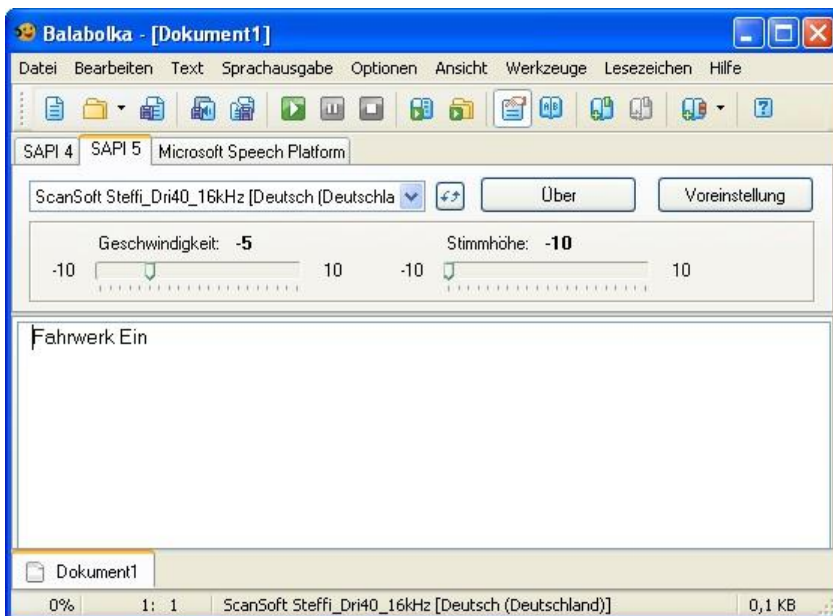 Balabolka - [Dokument1]
Datei Bearbeiten Text Sprachausgabe Optionen Ansicht Werkzeuge Lesezeichen Hilfe
SAPI 4 SAPI 5 Microsoft Speech Platform
ScanSoft Steffi_Dri40_16kHz [Deutsch (Deutschla Über Voreinstellung
Geschwindigkeit: -5 Stimmhöhe: -10
-10 10 -10 10
Fahrwerk Ein
Dokument1
0% 1: 1 ScanSoft Steffi_Dri40_16kHz [Deutsch (Deutschland)] 0,1 KB